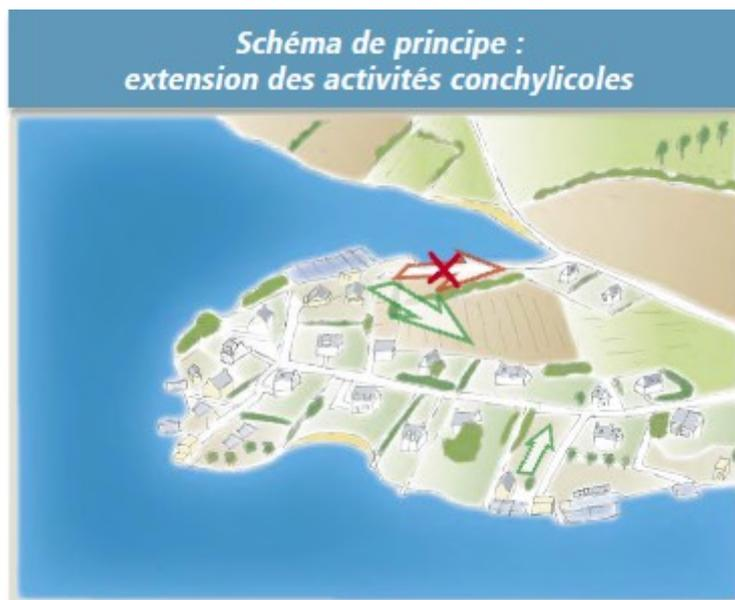 Schéma de principe :
extension des activités conchylicoles